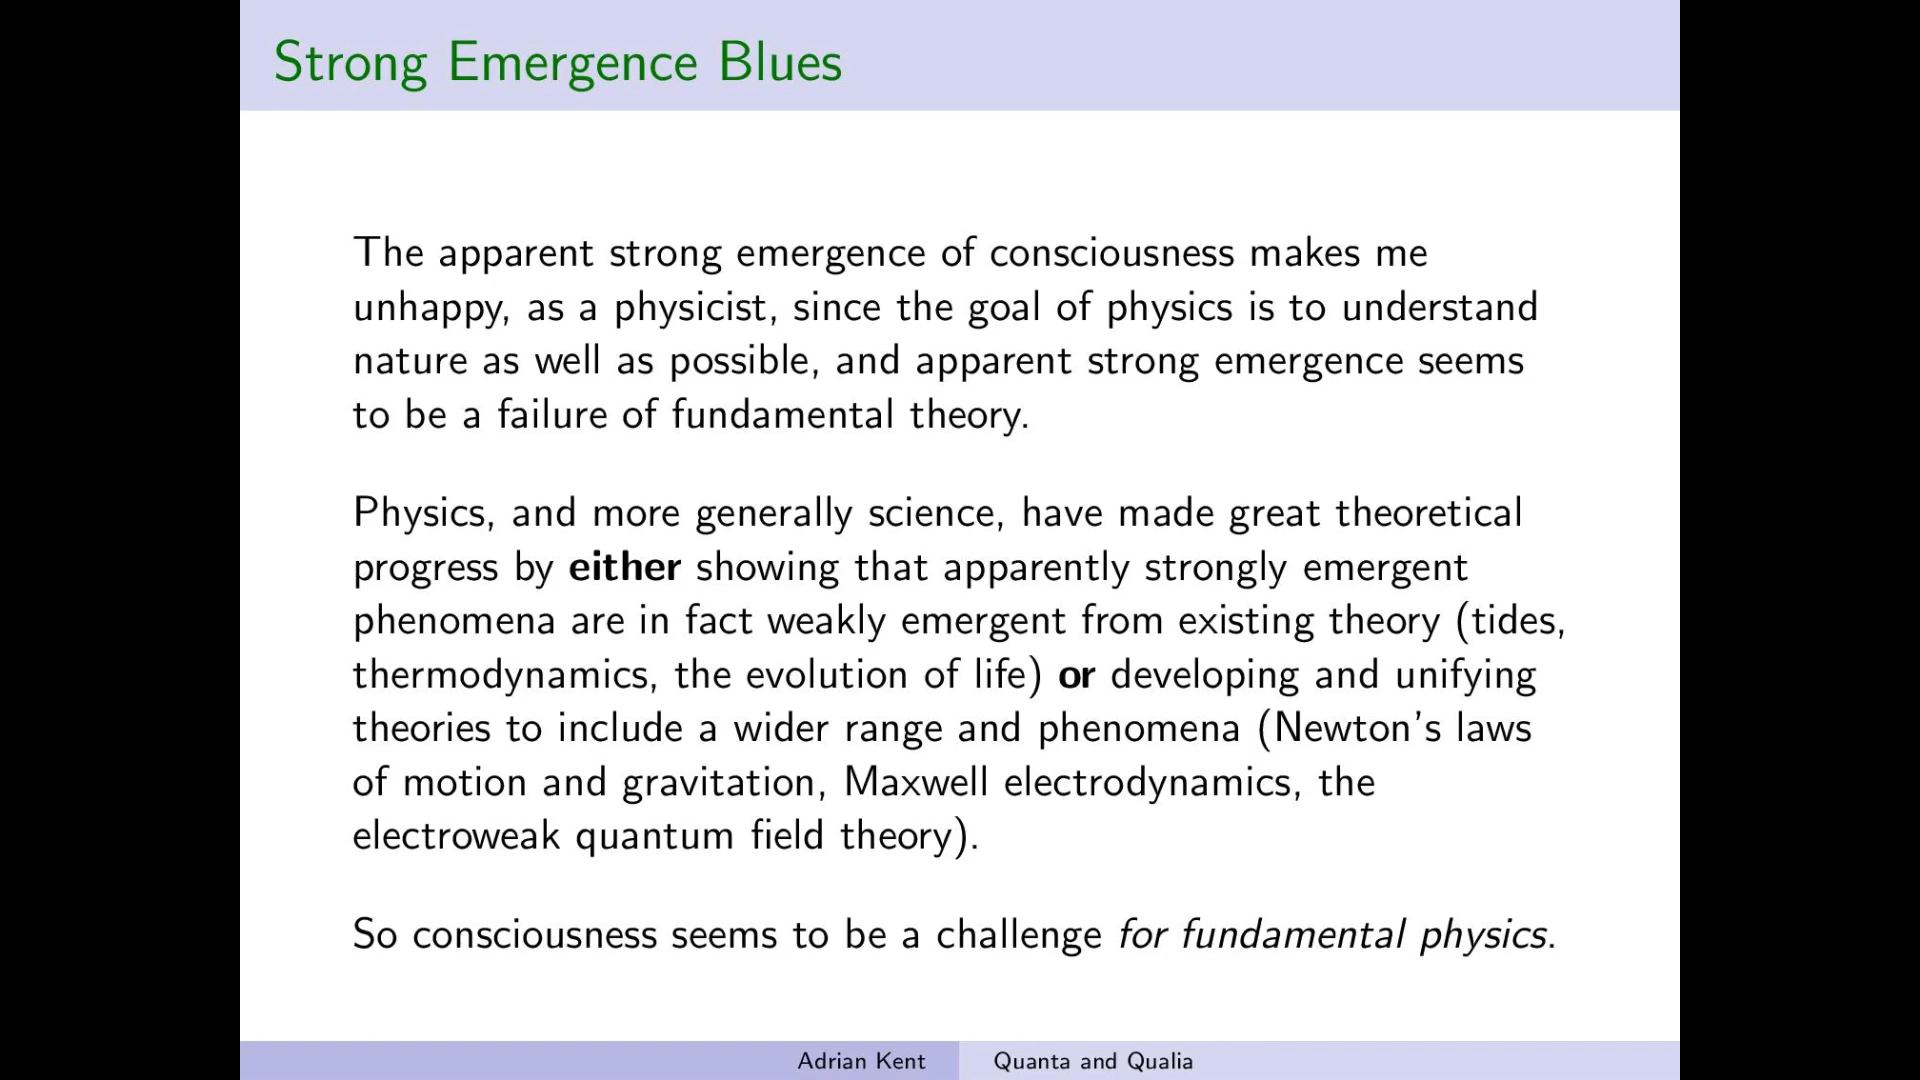 Strong Emergence Blues
The apparent strong emergence of consciousness makes me
unhappy, as a physicist, since the goal of physics is to understand
nature as well as possible, and apparent strong emergence seems
to be a failure of fundamental theory.
Physics, and more generally science, have made great theoretical
progress by either showing that apparently strongly emergent
phenomena are in fact weakly emergent from existing theory (tides,
thermodynamics, the evolution of life) or developing and unifying
theories to include a wider range and phenomena (Newton's laws
of motion and gravitation, Maxwell electrodynamics, the
electroweak quantum field theory).
So consciousness seems to be a challenge for fundamental physics.
Adrian Kent Quanta and Qualia